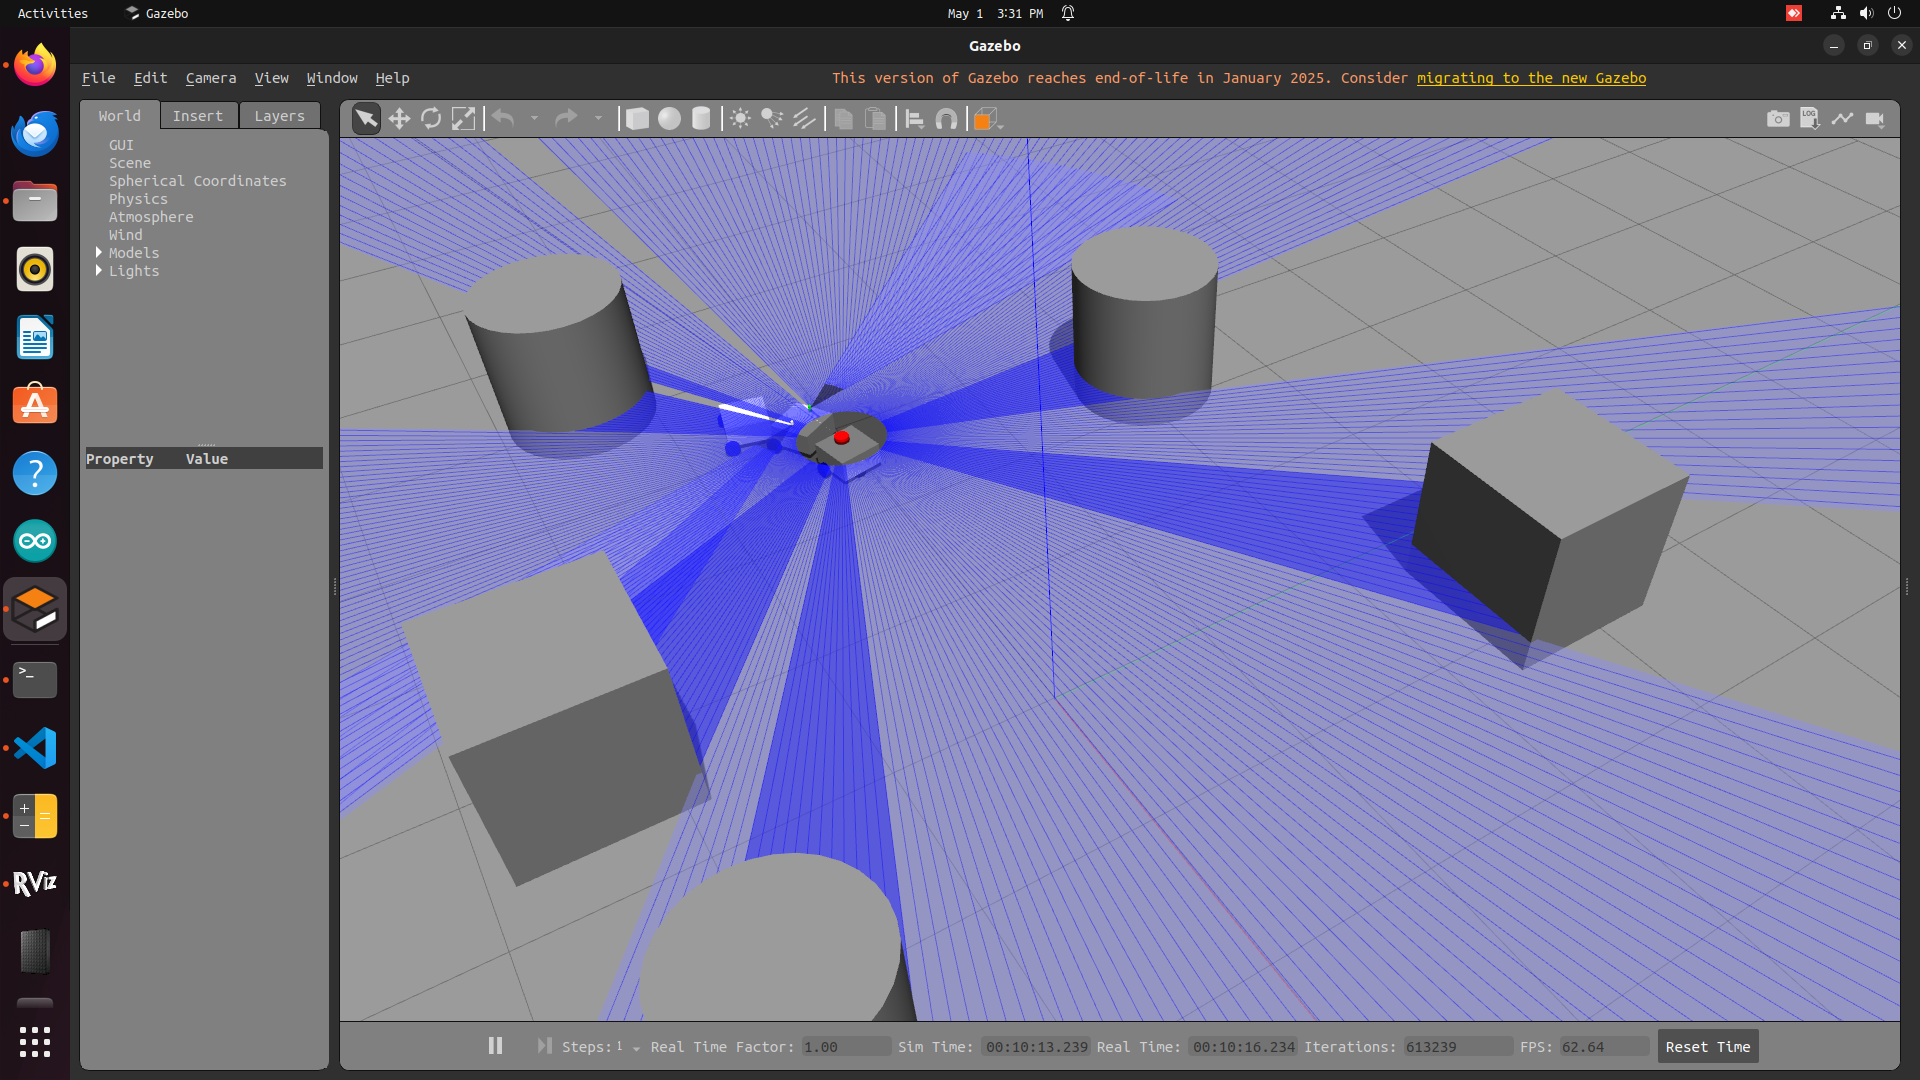 Activities Gazebo May 1 3:31 PM
Gazebo
File Edit Camera View Window Help This version of Gazebo reaches end-of-life in January 2025. Consider migrating to the new Gazebo
World Insert Layers
LOG
GUI
Scene
Spherical Coordinates
Physics
Atmosphere
Wind
Models
Lights
Property Value
RViz
Steps: 1 Real Time Factor: 1.00 Sim Time: 00:10:13.239 Real Time: 00:10:16.234 Iterations: 613239 FPS: 62.64 Reset Time